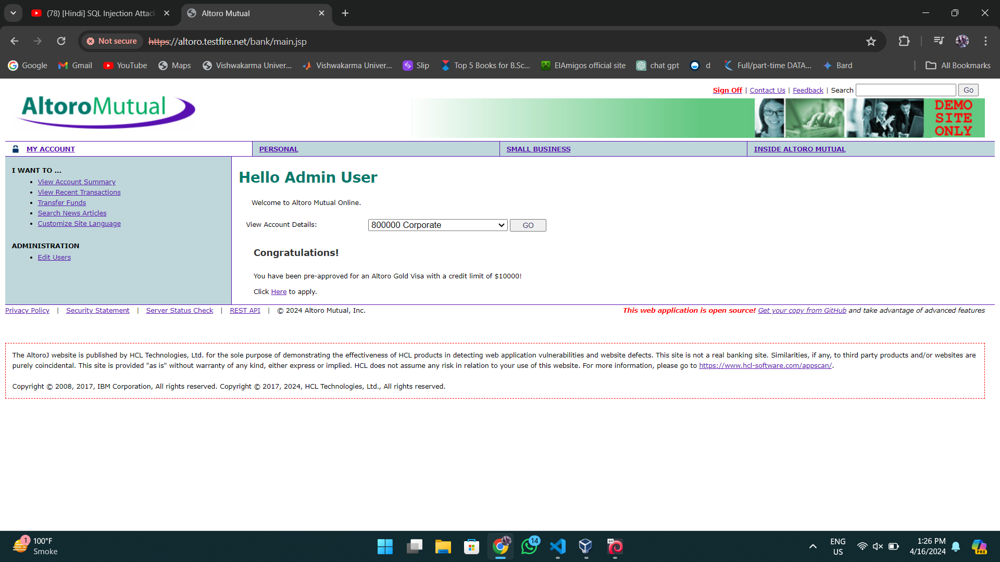 (78) [Hindi] SQL Injection Attack
Altoro Mutual
Not secure
https://altoro.testfire.net/bank/main.jsp
Google
Gmail
YouTube
Maps
Vishwakarma Univer...
Vishwakarma Univer...
Slip
Top 5 Books for B.Sc...
ElAmigos official site
chat gpt
d
Full/part-time DATA...
Bard
All Bookmarks
Sign Off | Contact Us | Feedback | Search Go
AltoroMutual
DEMO
SITE
ONLY
MY ACCOUNT
PERSONAL
SMALL BUSINESS
INSIDE ALTORO MUTUAL
I WANT TO ...
• View Account Summary
• View Recent Transactions
• Transfer Funds
• Search News Articles
• Customize Site Language
ADMINISTRATION
• Edit Users
Hello Admin User
Welcome to Altoro Mutual Online.
View Account Details: 800000 Corporate GO
Congratulations!
You have been pre-approved for an Altoro Gold Visa with a credit limit of $10000!
Click Here to apply.
Privacy Policy | Security Statement | Server Status Check | REST API | © 2024 Altoro Mutual, Inc.
This web application is open source! Get your copy from GitHub and take advantage of advanced features
The AltoroJ website is published by HCL Technologies, Ltd. for the sole purpose of demonstrating the effectiveness of HCL products in detecting web application vulnerabilities and website defects. This site is not a real banking site. Similarities, if any, to third party products and/or websites are
purely coincidental. This site is provided "as is" without warranty of any kind, either express or implied. HCL does not assume any risk in relation to your use of this website. For more information, please go to https://www.hcl-software.com/appscan/.
Copyright © 2008, 2017, IBM Corporation, All rights reserved. Copyright © 2017, 2024, HCL Technologies, Ltd., All rights reserved.
1
100°F
Smoke
14
64
ENG
US
1:26 PM
4/16/2024
PRE